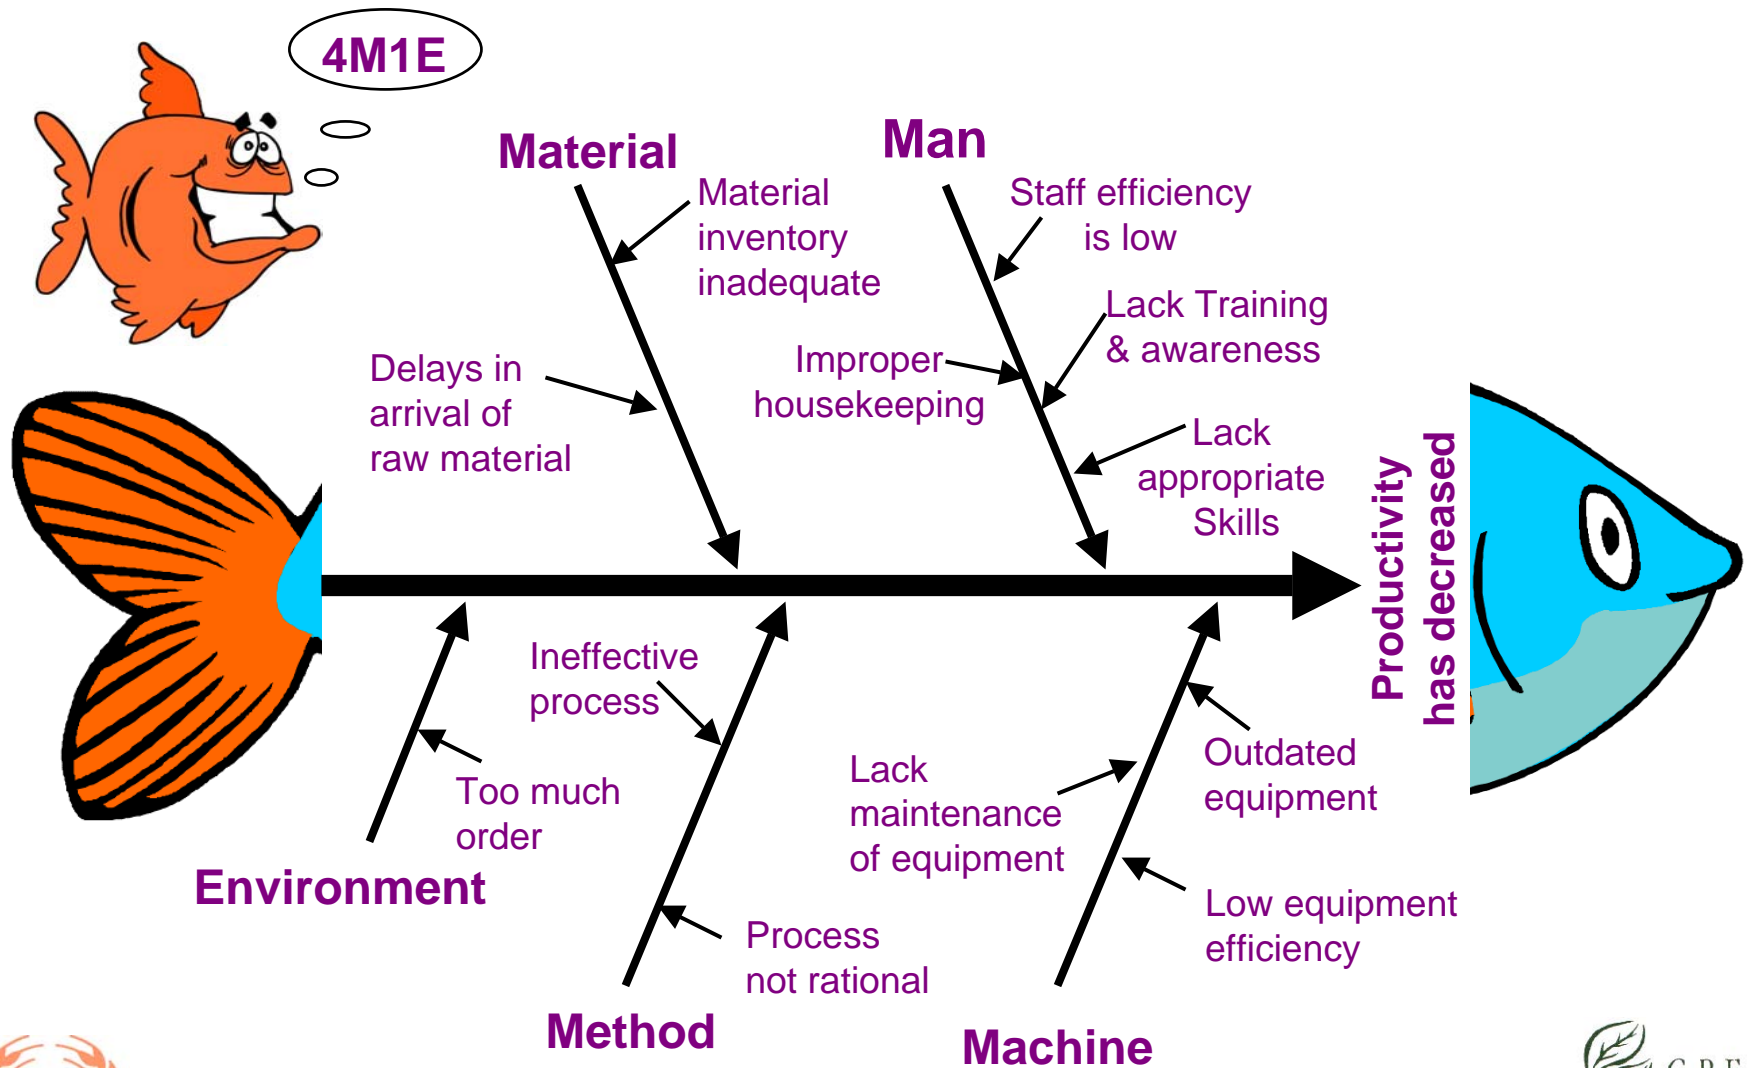 4M1E
Material
Man
Material
inventory
inadequate
Staff efficiency
is low
Lack Training
& awareness
Improper
housekeeping
Delays in
arrival of
raw material
Lack
appropriate
Skills
Productivity
has decreased
Ineffective
process
Too much
order
Environment
Lack
maintenance
of equipment
Outdated
equipment
Low equipment
efficiency
Process
not rational
Method
Machine